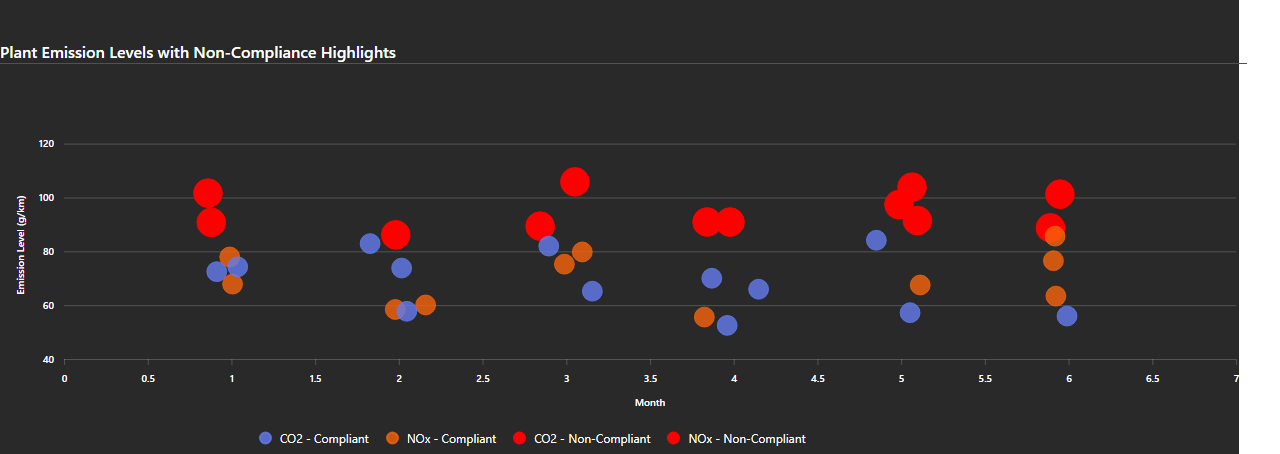 Plant Emission Levels with Non-Compliance Highlights
Emission Level (g/km)
120
100
80
60
40
0 0.5 1 1.5 2 2.5 3 3.5 4 4.5 5 5.5 6 6.5 7
Month
CO2 - Compliant NOx - Compliant CO2 - Non-Compliant NOx - Non-Compliant